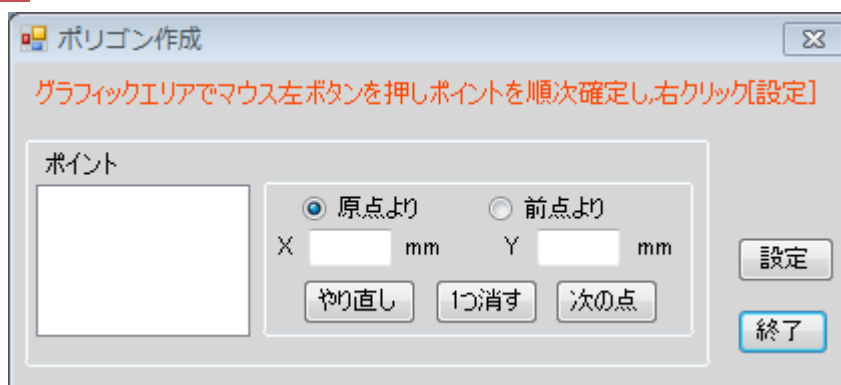 ポリゴン作成
グラフィックエリアでマウス左ボタンを押しポイントを順次確定し,右クリック[設定]
ポイント
原点より 前点より
X mm Y mm
設定
やり直し 1つ消す 次の点
終了